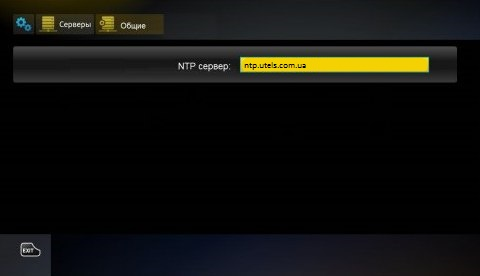 Серверы
Общие
NTP сервер:
ntp.utels.com.ua
EXIT